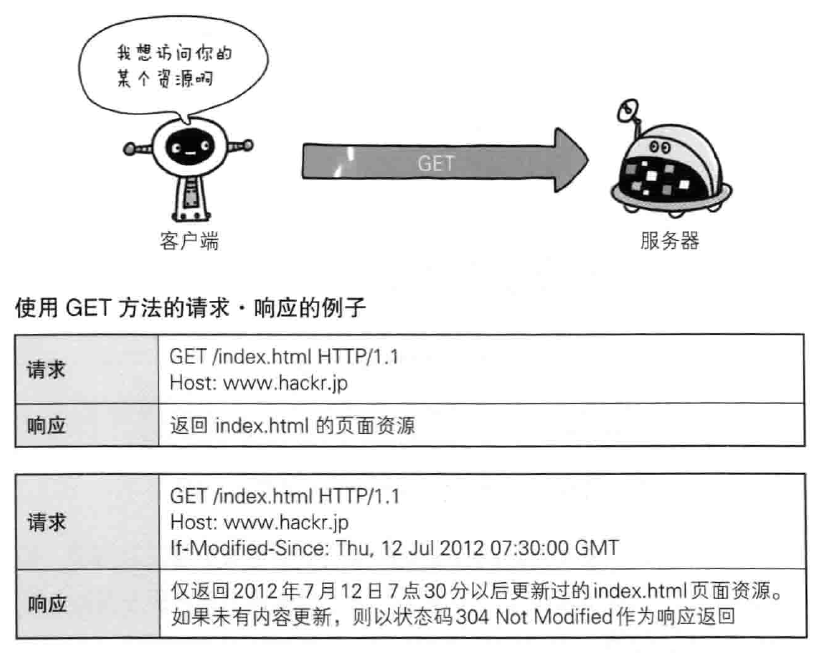 我想访问你的
某个资源啊
GET
客户端
服务器
使用 GET 方法的请求·响应的例子
请求
GET /index.html HTTP/1.1
Host: www.hackr.jp
响应
返回 index.html 的页面资源
请求
GET /index.html HTTP/1.1
Host: www.hackr.jp
If-Modified-Since: Thu, 12 Jul 2012 07:30:00 GMT
响应
仅返回2012年7月12日7点30分以后更新过的index.html页面资源。
如果未有内容更新，则以状态码304 Not Modified作为响应返回